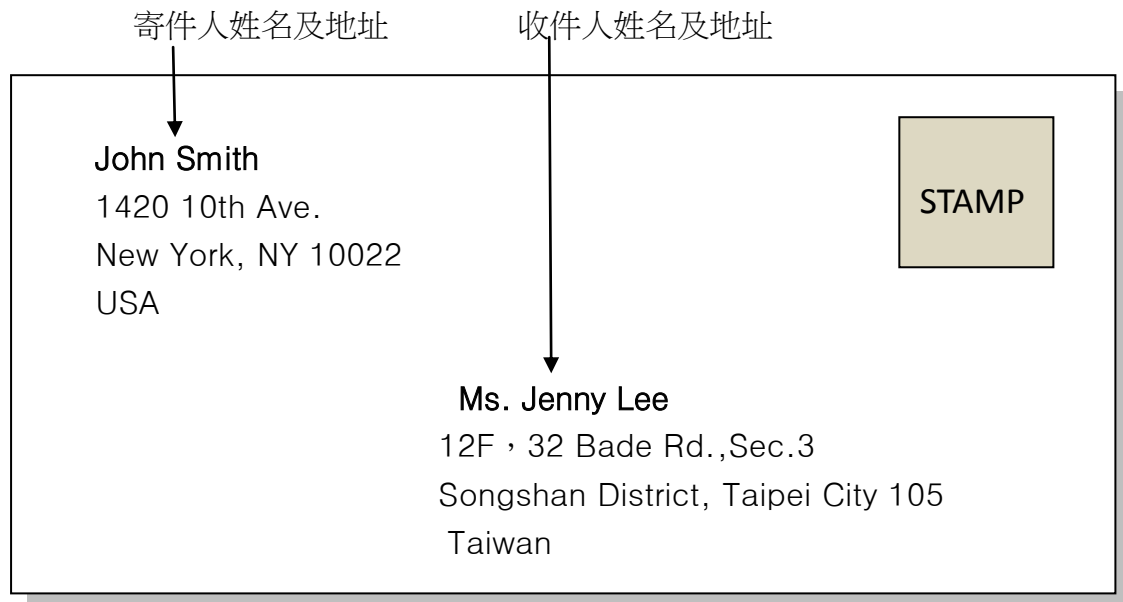 寄件人姓名及地址
收件人姓名及地址
John Smith
1420 10th Ave.
New York, NY 10022
USA
STAMP
Ms. Jenny Lee
12F，32 Bade Rd.,Sec.3
Songshan District, Taipei City 105
Taiwan